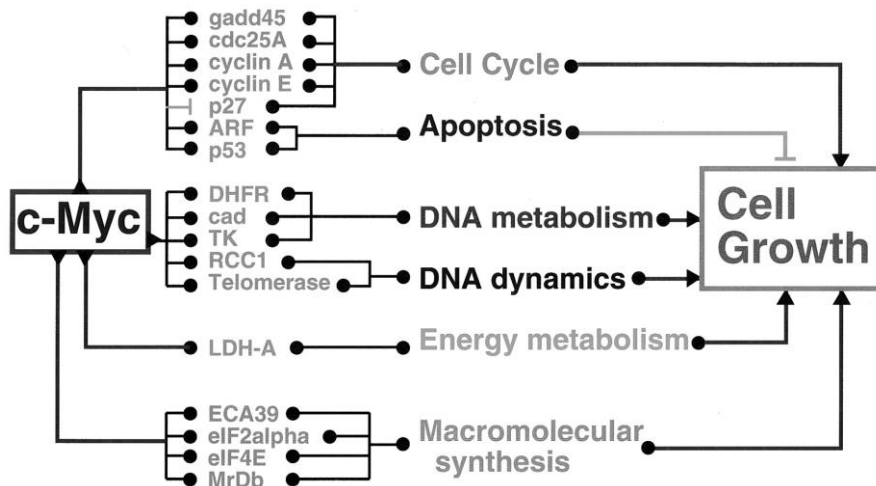 gadd45
cdc25A
cyclin A
cyclin E
p27
ARF
p53
Cell Cycle
Apoptosis
c-Myc
DHFR
cad
TK
RCC1
Telomerase
DNA metabolism
DNA dynamics
Cell
Growth
LDH-A
Energy metabolism
ECA39
eIF2alpha
eIF4E
MrDb
Macromolecular
synthesis